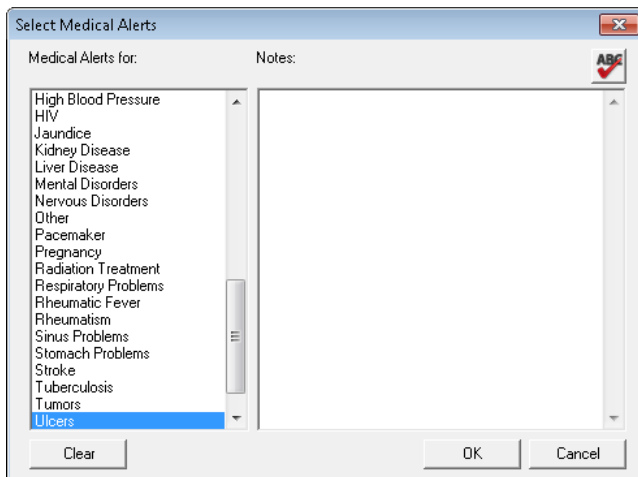 Select Medical Alerts
Medical Alerts for:
Notes:
ABC
High Blood Pressure
HIV
Jaundice
Kidney Disease
Liver Disease
Mental Disorders
Nervous Disorders
Other
Pacemaker
Pregnancy
Radiation Treatment
Respiratory Problems
Rheumatic Fever
Rheumatism
Sinus Problems
Stomach Problems
Stroke
Tuberculosis
Tumors
Ulcers
Clear
OK
Cancel